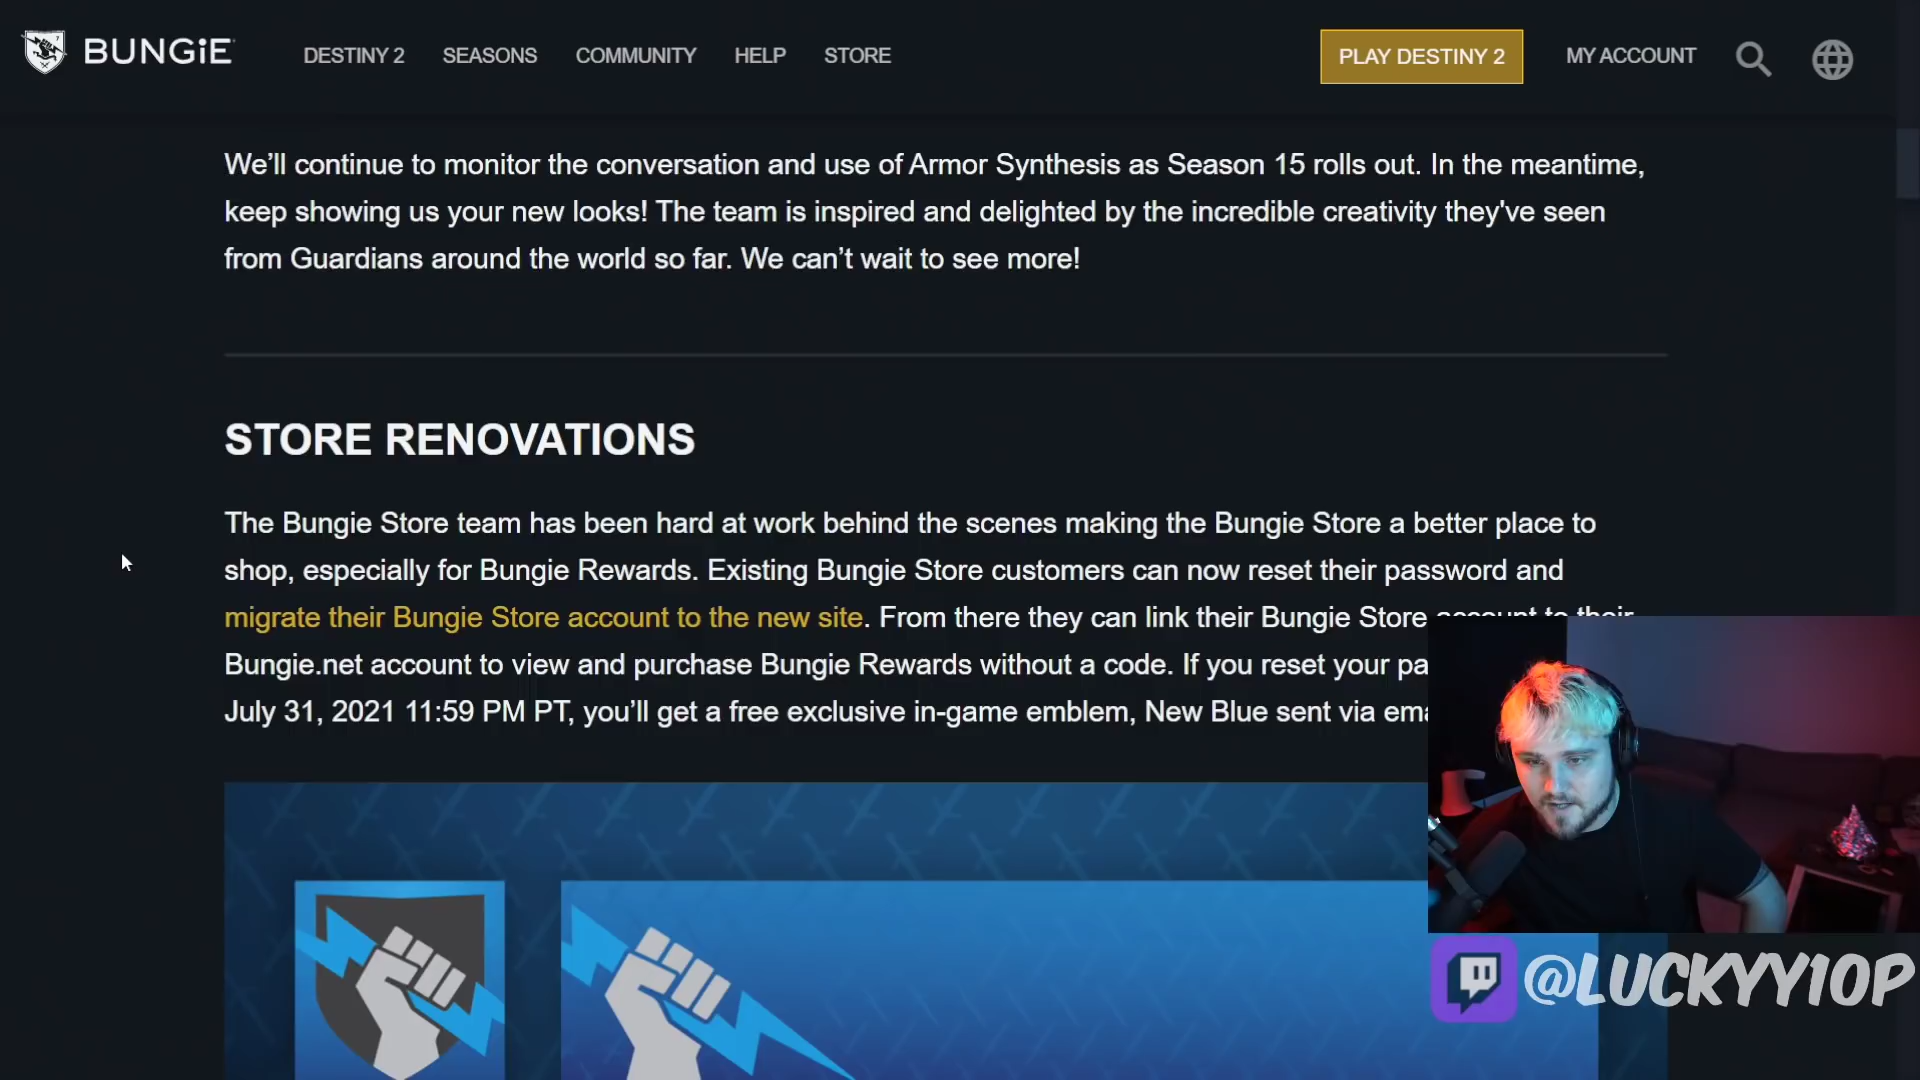 BUNGiE
DESTINY 2
SEASONS
COMMUNITY
HELP
STORE
PLAY DESTINY 2
MY ACCOUNT
We’ll continue to monitor the conversation and use of Armor Synthesis as Season 15 rolls out. In the meantime,
keep showing us your new looks! The team is inspired and delighted by the incredible creativity they've seen
from Guardians around the world so far. We can’t wait to see more!
STORE RENOVATIONS
The Bungie Store team has been hard at work behind the scenes making the Bungie Store a better place to
shop, especially for Bungie Rewards. Existing Bungie Store customers can now reset their password and
migrate their Bungie Store account to the new site. From there they can link their Bungie Store account to their
Bungie.net account to view and purchase Bungie Rewards without a code. If you reset your
July 31, 2021 11:59 PM PT, you’ll get a free exclusive in-game emblem, New Blue sent via
@LUCKYY10P